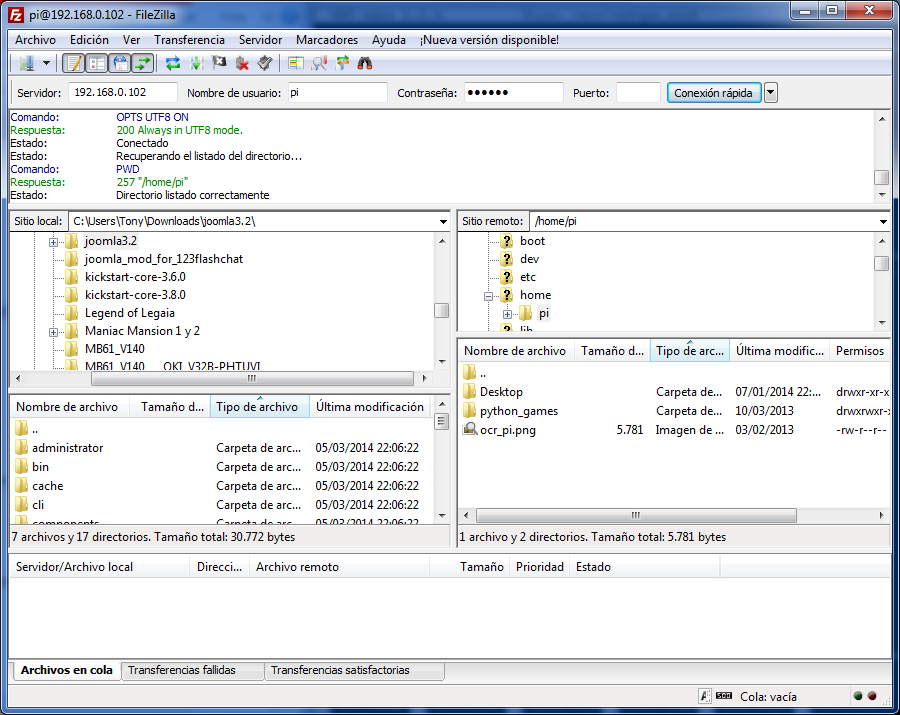 pi@192.168.0.102 - FileZilla
Archivo Edición Ver Transferencia Servidor Marcadores Ayuda ¡Nueva versión disponible!
Servidor: 192.168.0.102 Nombre de usuario: pi Contraseña: ●●●●●● Puerto: Conexión rápida
Comando: OPTS UTF8 ON
Respuesta: 200 Always in UTF8 mode.
Estado: Conectado
Estado: Recuperando el listado del directorio...
Comando: PWD
Respuesta: 257 "/home/pi"
Estado: Directorio listado correctamente
Sitio local: C:\Users\Tony\Downloads\joomla3.2\
joomla3.2
joomla_mod_for_123flashchat
kickstart-core-3.6.0
kickstart-core-3.8.0
Legend of Legaia
Maniac Mansion 1 y 2
MB61_V140
MB61_V140___OKI_V32B-PHTUVI
Nombre de archivo Tamaño d... Tipo de archivo Última modificación
..
administrator Carpeta de arc... 05/03/2014 22:06:22
bin Carpeta de arc... 05/03/2014 22:06:22
cache Carpeta de arc... 05/03/2014 22:06:22
cli Carpeta de arc... 05/03/2014 22:06:22
components Carpeta de arc... 05/03/2014 22:06:22
7 archivos y 17 directorios. Tamaño total: 30.772 bytes
Sitio remoto: /home/pi
boot
dev
etc
home
pi
lib
Nombre de archivo Tamaño d... Tipo de arc... Última modific... Permisos
..
Desktop Carpeta de... 07/01/2014 22:... drwxr-xr-x
python_games Carpeta de... 10/03/2013 drwxrwxr-x
ocr_pi.png 5.781 Imagen de ... 03/02/2013 -rw-r--r--
1 archivo y 2 directorios. Tamaño total: 5.781 bytes
Servidor/Archivo local Direcci... Archivo remoto Tamaño Prioridad Estado
Archivos en cola Transferencias fallidas Transferencias satisfactorias
Cola: vacía